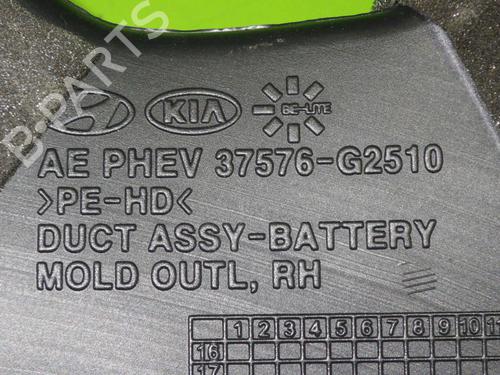 KIA BE-LITE
AE PHEV 37576-G2510
>PE-HD<
DUCT ASSY-BATTERY
MOLD OUTL, RH
1 2 3 4 5 6 7 8 9 10 11
16
17
B-PARTS